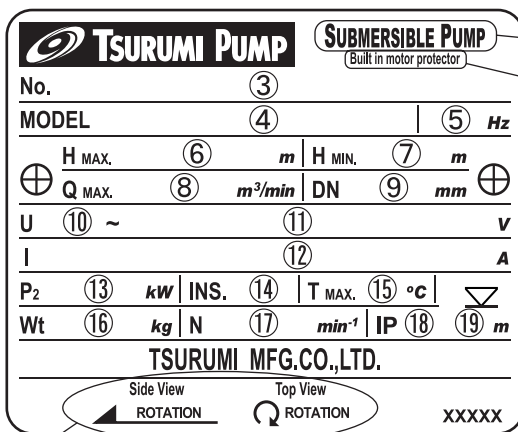 TSURUMI PUMP SUBMERSIBLE PUMP
Built in motor protector
No. ③
MODEL ④ ⑤ Hz
H MAX. ⑥ m H MIN. ⑦ m
Q MAX. ⑧ m³/min DN ⑨ mm
U ⑩ ~ ⑪ V
I ⑫ A
P₂ ⑬ kW INS. ⑭ T MAX. ⑮ °C
Wt ⑯ kg N ⑰ min⁻¹ IP ⑱ ⑲ m
TSURUMI MFG.CO.,LTD.
Side View Top View
ROTATION ROTATION XXXXX